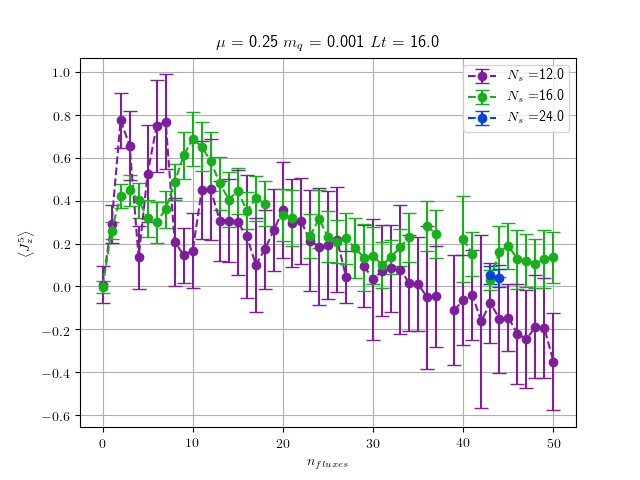 μ = 0.25 m_q = 0.001 Lt = 16.0
⟨J_z^5⟩
1.0
0.8
0.6
0.4
0.2
0.0
−0.2
−0.4
−0.6
N_s =12.0
N_s =16.0
N_s =24.0
0 10 20 30 40 50
n_{fluxes}